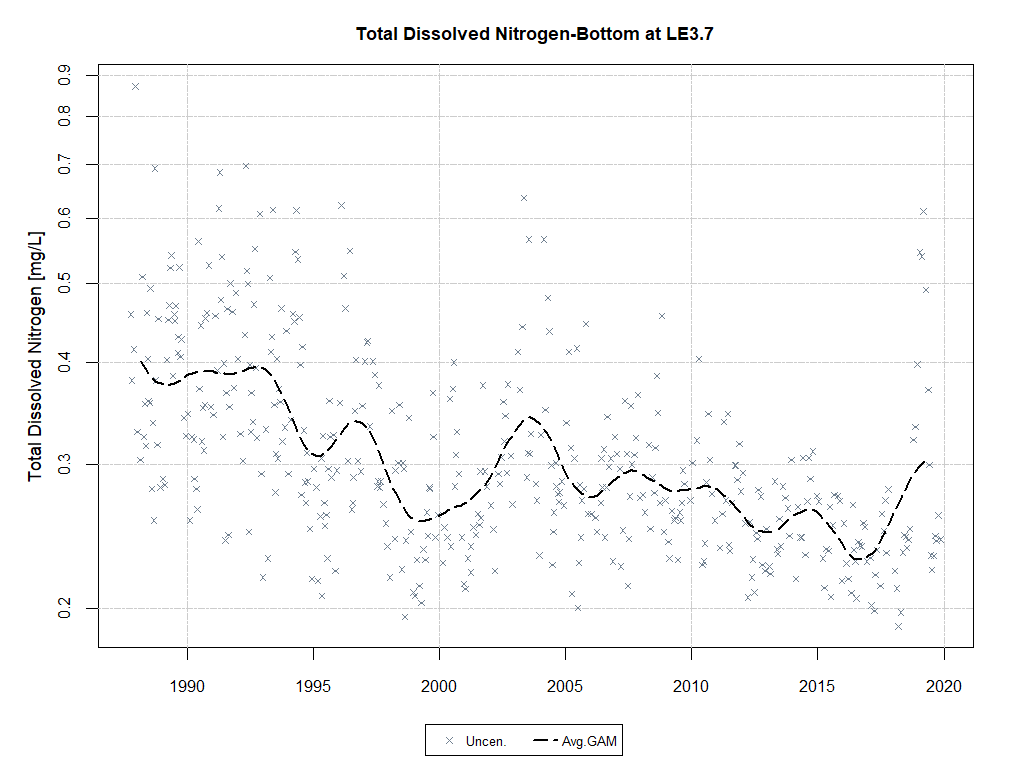 Total Dissolved Nitrogen-Bottom at LE3.7
Total Dissolved Nitrogen [mg/L]
0.9
0.8
0.7
0.6
0.5
0.4
0.3
0.2
1990 1995 2000 2005 2010 2015 2020
Uncen. Avg.GAM